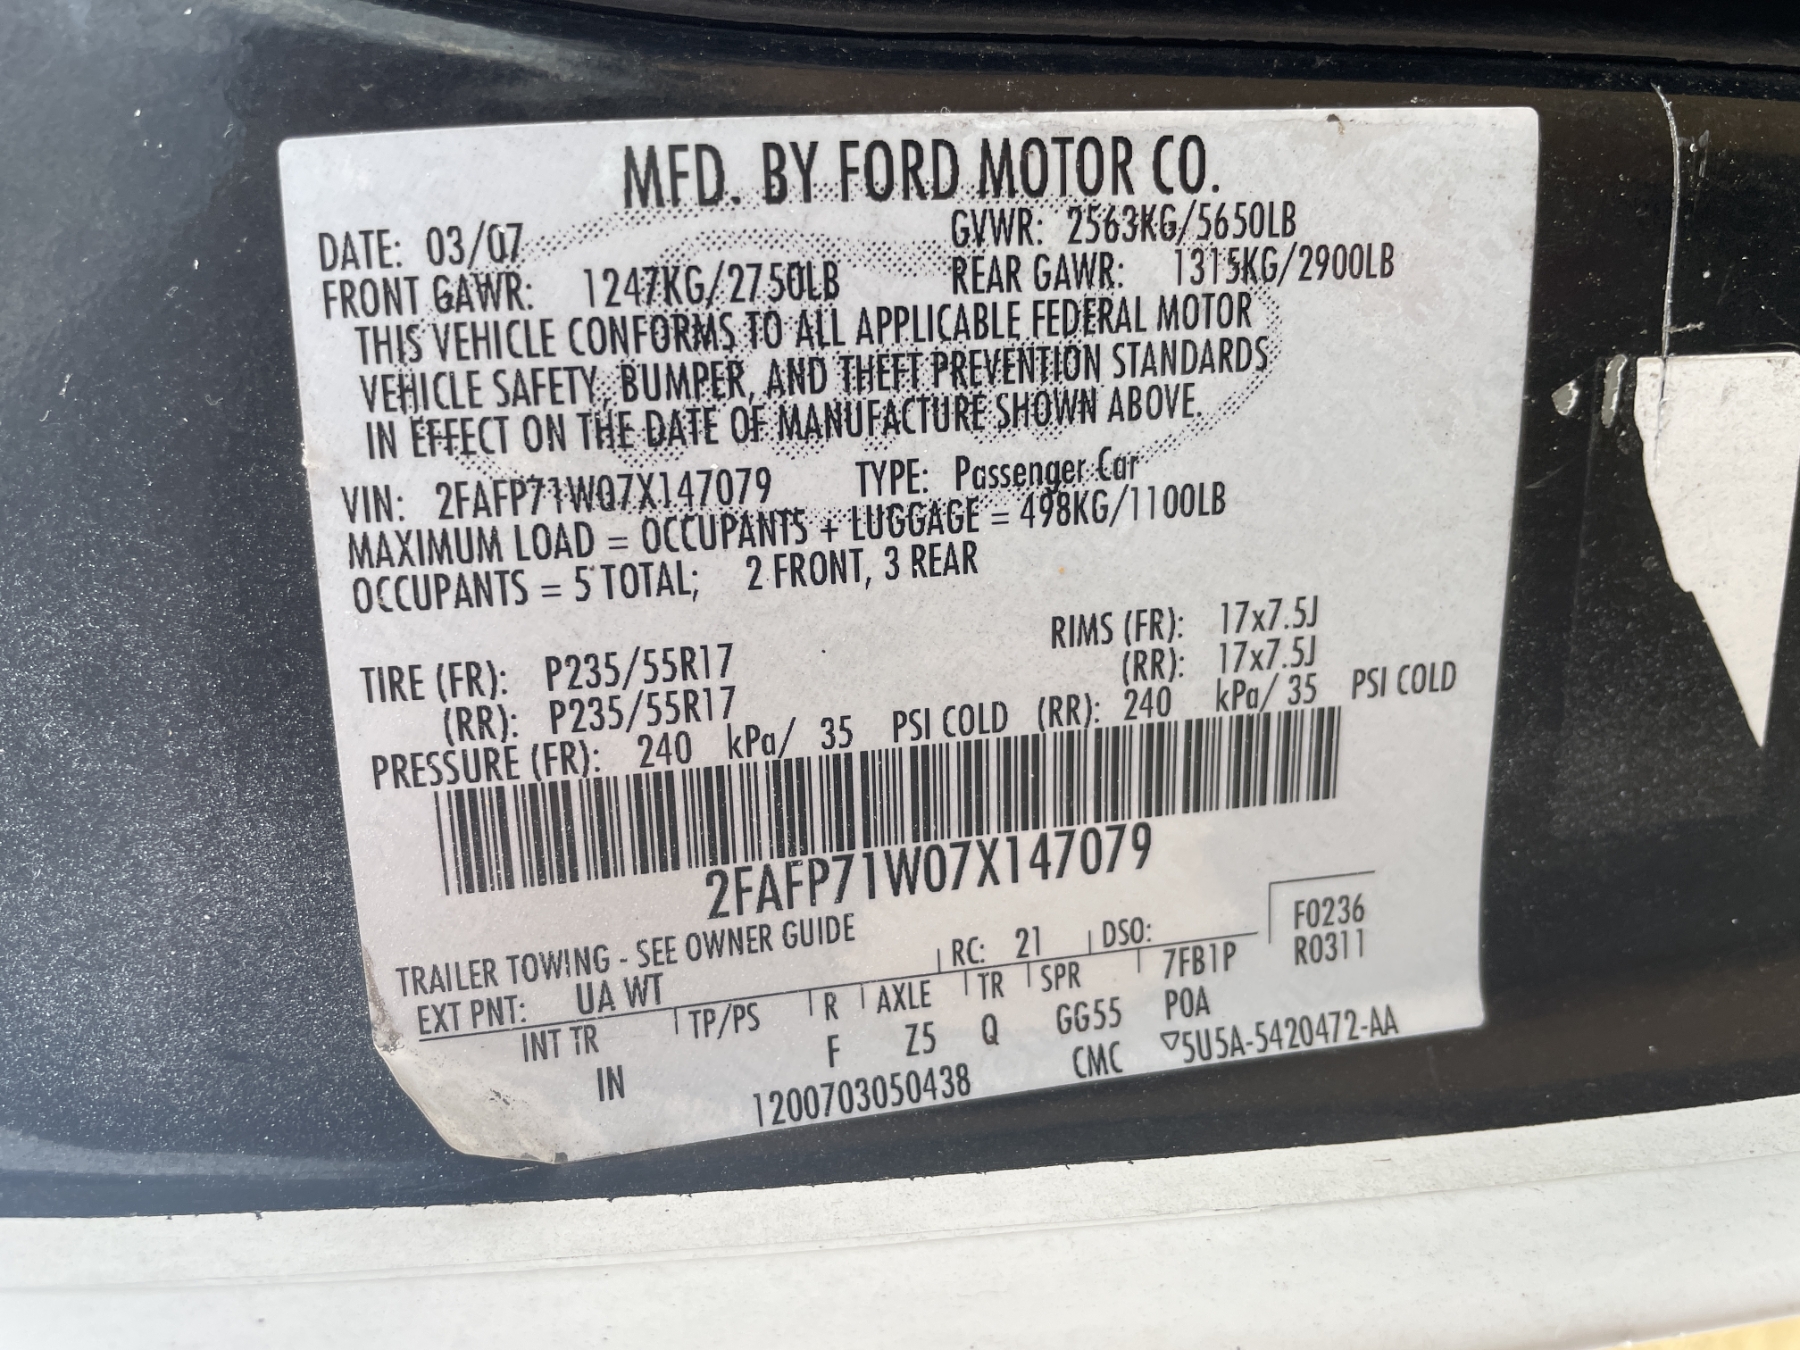 MFD. BY FORD MOTOR CO.
DATE: 03/07 GVWR: 2563KG/5650LB
FRONT GAWR: 1247KG/2750LB REAR GAWR: 1315KG/2900LB
THIS VEHICLE CONFORMS TO ALL APPLICABLE FEDERAL MOTOR
VEHICLE SAFETY, BUMPER, AND THEFT PREVENTION STANDARDS
IN EFFECT ON THE DATE OF MANUFACTURE SHOWN ABOVE.
VIN: 2FAFP71W07X147079 TYPE: Passenger Car
MAXIMUM LOAD = OCCUPANTS + LUGGAGE = 498KG/1100LB
OCCUPANTS = 5 TOTAL; 2 FRONT, 3 REAR
TIRE (FR): P235/55R17 RIMS (FR): 17x7.5J
(RR): P235/55R17 (RR): 17x7.5J
PRESSURE (FR): 240 kPa/ 35 PSI COLD (RR): 240 kPa/ 35 PSI COLD
2FAFP71W07X147079
TRAILER TOWING - SEE OWNER GUIDE F0236
EXT PNT: UA WT RC: 21 DSO: R0311
INT TR TP/PS R AXLE TR SPR 7FB1P
IN F Z5 Q GG55 POA
1200703050438 CMC ▽5U5A-5420472-AA